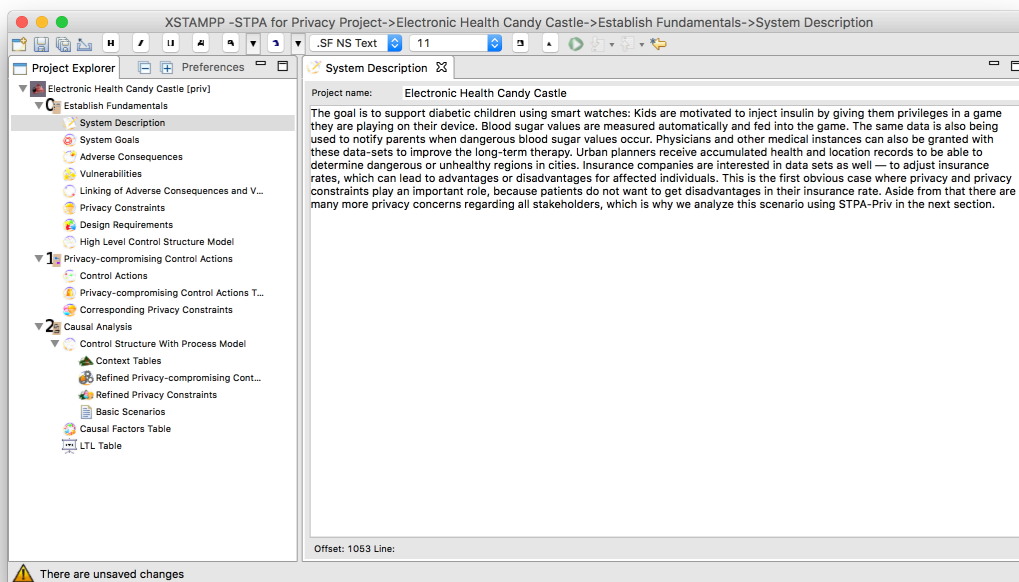 XSTAMPP -STPA for Privacy Project->Electronic Health Candy Castle->Establish Fundamentals->System Description
.SF NS Text 11
Project Explorer Preferences
System Description
Electronic Health Candy Castle [priv]
0 Establish Fundamentals
System Description
System Goals
Adverse Consequences
Vulnerabilities
Linking of Adverse Consequences and V...
Privacy Constraints
Design Requirements
High Level Control Structure Model
1 Privacy-compromising Control Actions
Control Actions
Privacy-compromising Control Actions T...
Corresponding Privacy Constraints
2 Causal Analysis
Control Structure With Process Model
Context Tables
Refined Privacy-compromising Cont...
Refined Privacy Constraints
Basic Scenarios
Causal Factors Table
LTL Table
Project name: Electronic Health Candy Castle
The goal is to support diabetic children using smart watches: Kids are motivated to inject insulin by giving them privileges in a game
they are playing on their device. Blood sugar values are measured automatically and fed into the game. The same data is also being
used to notify parents when dangerous blood sugar values occur. Physicians and other medical instances can also be granted with
these data-sets to improve the long-term therapy. Urban planners receive accumulated health and location records to be able to
determine dangerous or unhealthy regions in cities. Insurance companies are interested in data sets as well — to adjust insurance
rates, which can lead to advantages or disadvantages for affected individuals. This is the first obvious case where privacy and privacy
constraints play an important role, because patients do not want to get disadvantages in their insurance rate. Aside from that there are
many more privacy concerns regarding all stakeholders, which is why we analyze this scenario using STPA-Priv in the next section.
Offset: 1053 Line:
There are unsaved changes